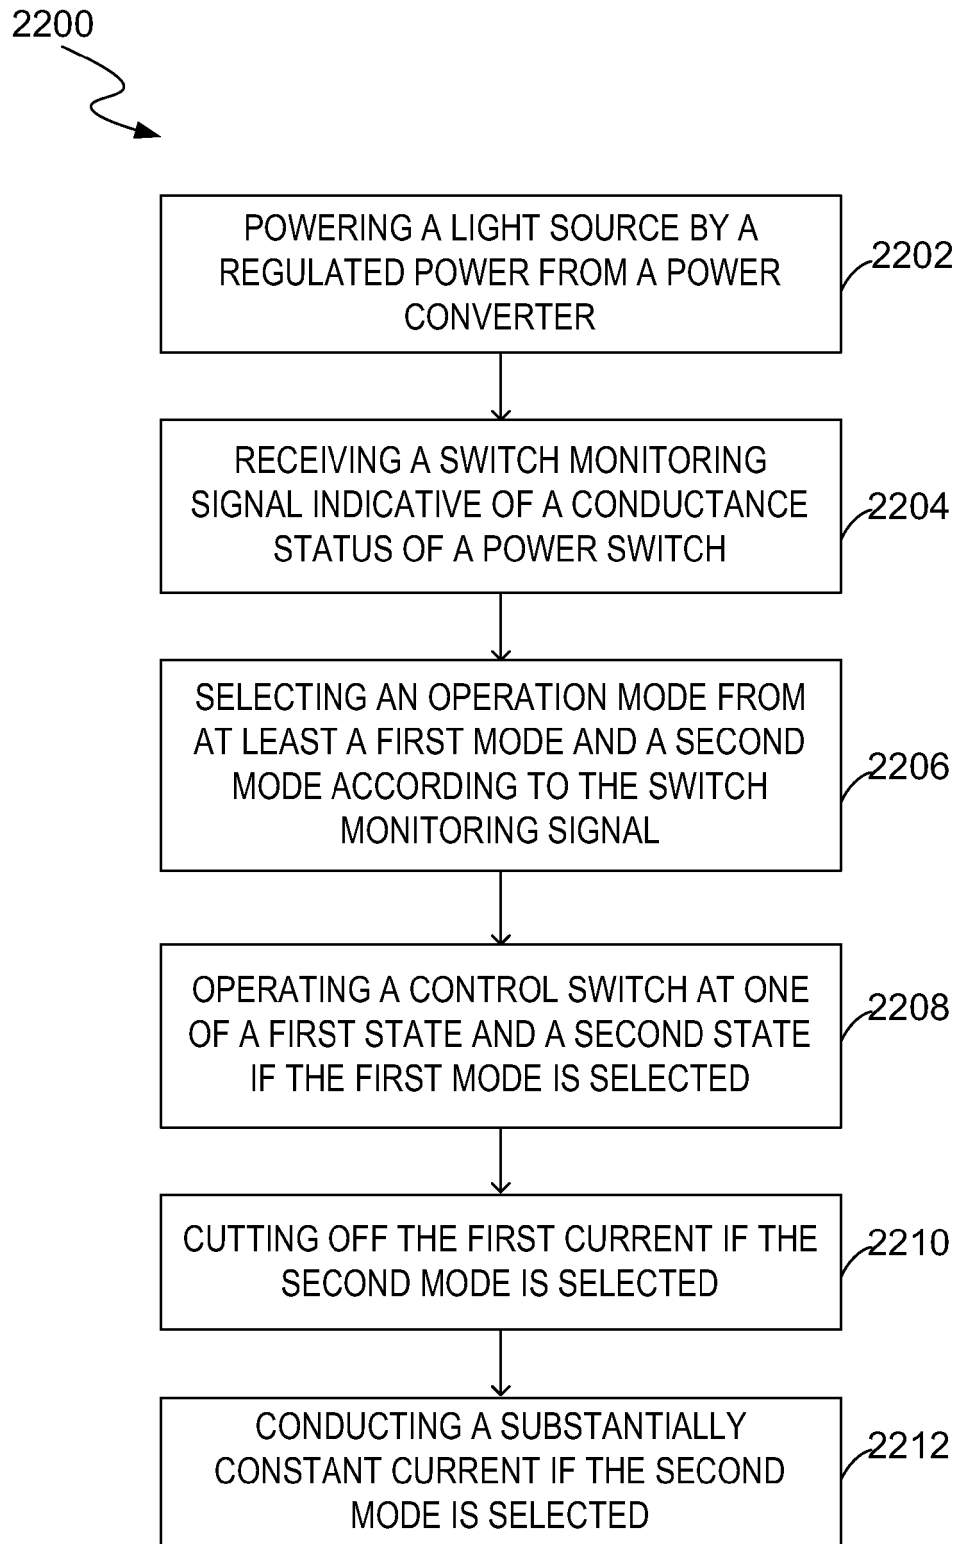 2200
POWERING A LIGHT SOURCE BY A
REGULATED POWER FROM A POWER
CONVERTER
2202
RECEIVING A SWITCH MONITORING
SIGNAL INDICATIVE OF A CONDUCTANCE
STATUS OF A POWER SWITCH
2204
SELECTING AN OPERATION MODE FROM
AT LEAST A FIRST MODE AND A SECOND
MODE ACCORDING TO THE SWITCH
MONITORING SIGNAL
2206
OPERATING A CONTROL SWITCH AT ONE
OF A FIRST STATE AND A SECOND STATE
IF THE FIRST MODE IS SELECTED
2208
CUTTING OFF THE FIRST CURRENT IF THE
SECOND MODE IS SELECTED
2210
CONDUCTING A SUBSTANTIALLY
CONSTANT CURRENT IF THE SECOND
MODE IS SELECTED
2212